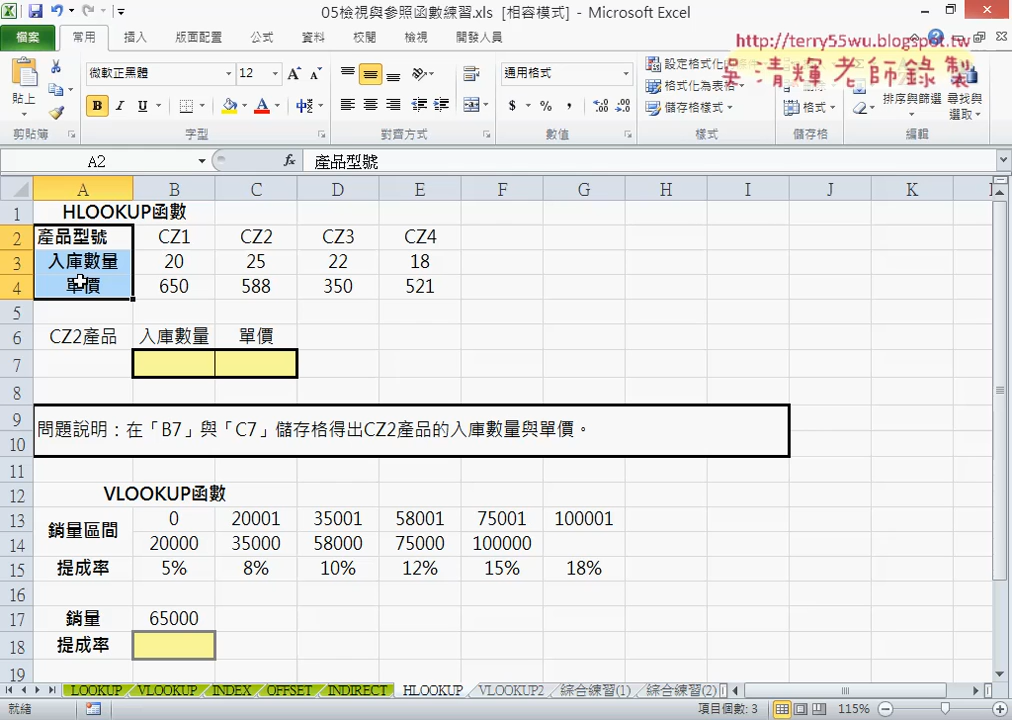 05檢視與參照函數練習.xls [相容模式] - Microsoft Excel
檔案 常用 插入 版面配置 公式 資料 校閱 檢視 開發人員
http://terry55wu.blogspot.tw
吳清輝老師錄製
貼上 微軟正黑體 12 通用格式 設定格式化 格式化為表格 儲存格樣式 格式 排序與篩選 尋找與選取
剪貼簿 字型 對齊方式 數值 樣式 儲存格 編輯
A2 fx 產品型號
A B C D E F G H I J K
1 HLOOKUP函數
2 產品型號 CZ1 CZ2 CZ3 CZ4
3 入庫數量 20 25 22 18
4 單價 650 588 350 521
5
6 CZ2產品 入庫數量 單價
7
8
9 問題說明：在「B7」與「C7」儲存格得出CZ2產品的入庫數量與單價。
10
11
12 VLOOKUP函數
13 銷量區間 0 20001 35001 58001 75001 100001
14 20000 35000 58000 75000 100000
15 提成率 5% 8% 10% 12% 15% 18%
16
17 銷量 65000
18 提成率
19
LOOKUP VLOOKUP INDEX OFFSET INDIRECT HLOOKUP VLOOKUP2 綜合練習(1) 綜合練習(2)
就緒 項目個數: 3 115%